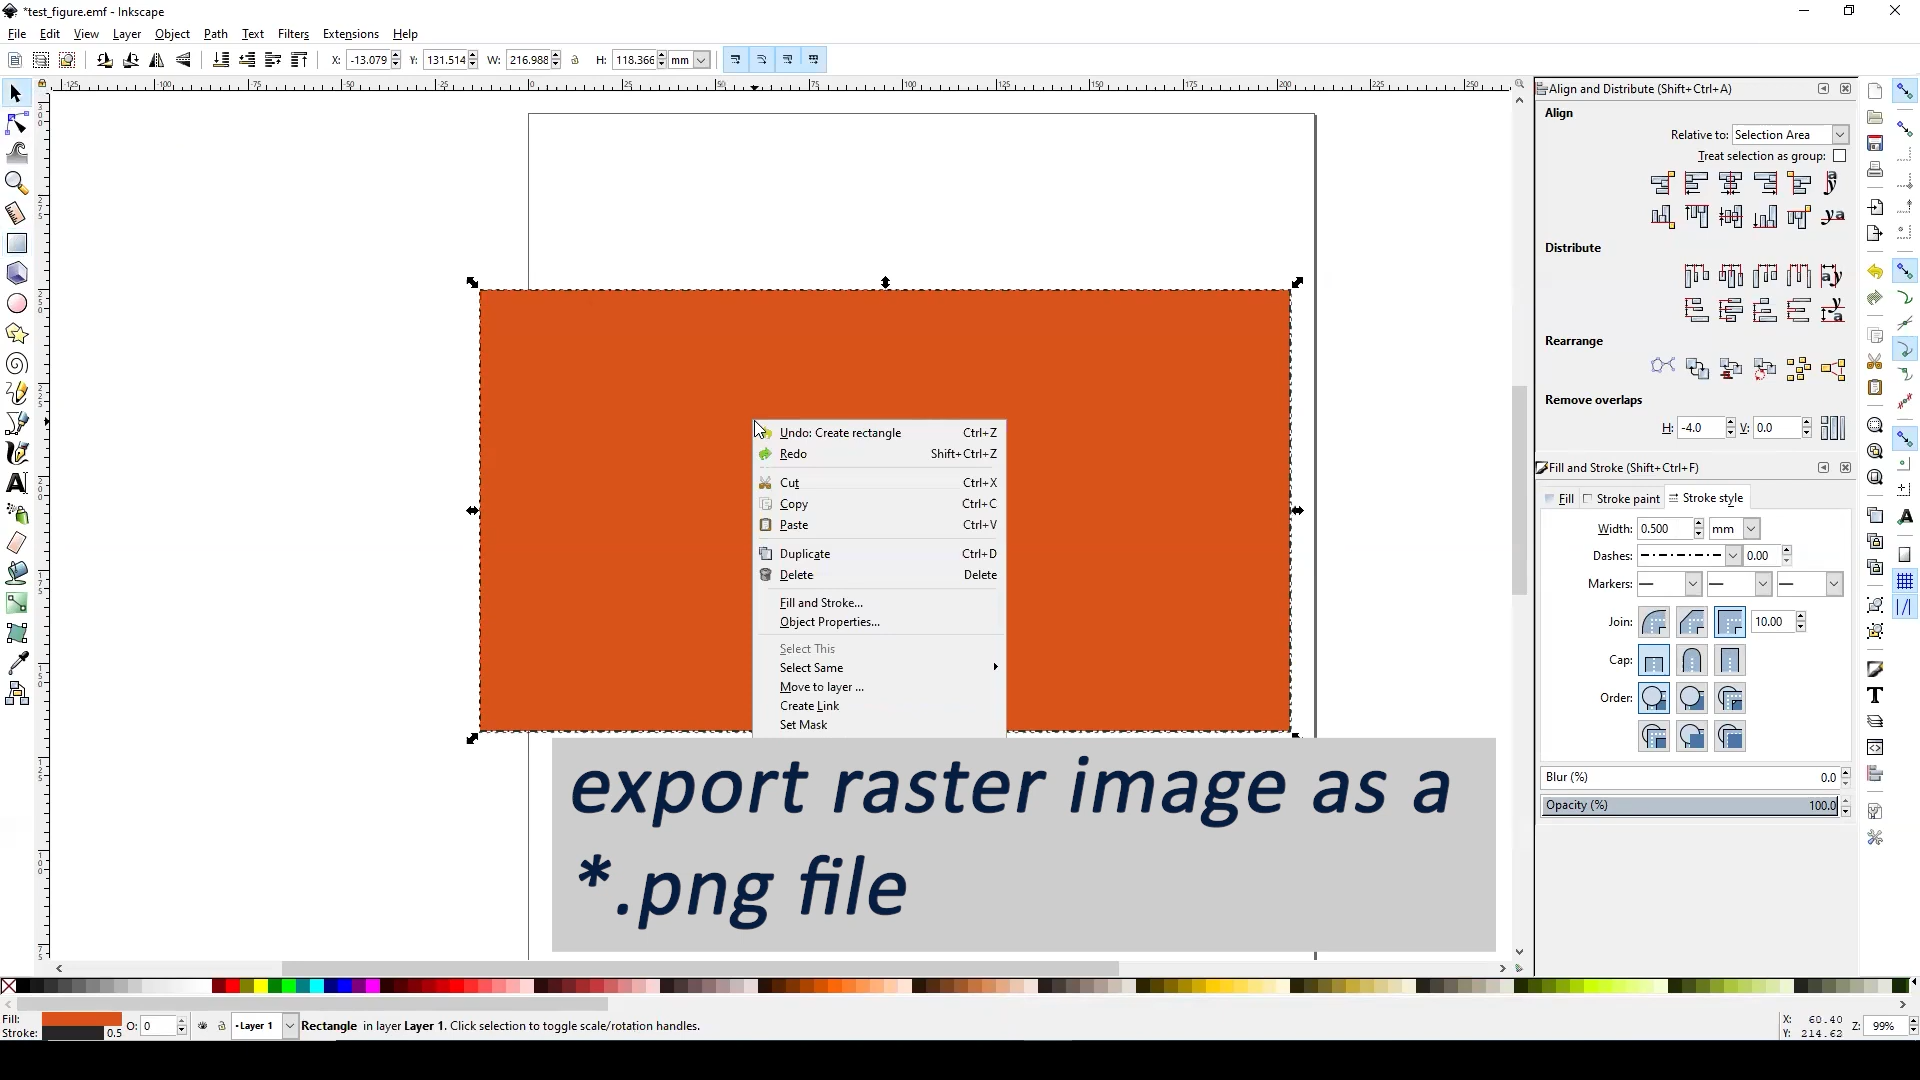 *test_figure.emf - Inkscape
File Edit View Layer Object Path Text Filters Extensions Help
X: -13.079 Y: 131.514 W: 216.988 H: 118.366 mm
Align and Distribute (Shift+Ctrl+A)
Align
Relative to: Selection Area
Treat selection as group:
Distribute
Rearrange
Remove overlaps
H: -4.0 V: 0.0
Fill and Stroke (Shift+Ctrl+F)
Fill Stroke paint Stroke style
Width: 0.500 mm
Dashes: 0.00
Markers:
Join: 10.00
Cap:
Order:
Blur (%) 0.0
Opacity (%) 100.0
Undo: Create rectangle Ctrl+Z
Redo Shift+Ctrl+Z
Cut Ctrl+X
Copy Ctrl+C
Paste Ctrl+V
Duplicate Ctrl+D
Delete Delete
Fill and Stroke...
Object Properties...
Select This
Select Same
Move to layer ...
Create Link
Set Mask
export raster image as a
*.png file
Fill:
Stroke: 0.5 O: 0 Layer 1 Rectangle in layer Layer 1. Click selection to toggle scale/rotation handles.
X: 60.40
Y: 214.62 Z: 99%